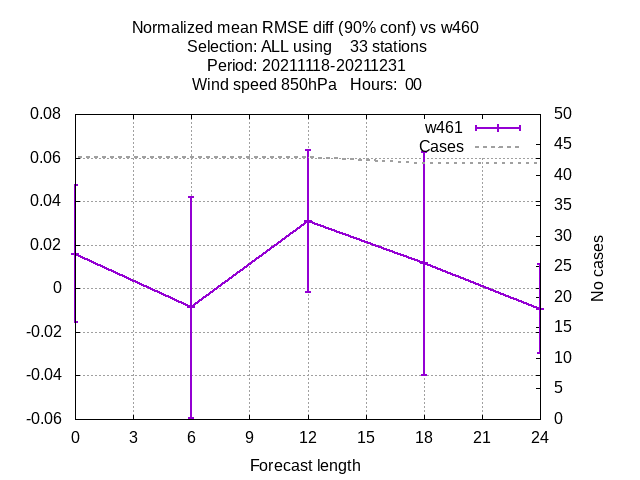 Normalized mean RMSE diff (90% conf) vs w460
Selection: ALL using    33 stations
Period: 20211118-20211231
Wind speed 850hPa   Hours:  00
w461
Cases
0.08
0.06
0.04
0.02
0
-0.02
-0.04
-0.06
50
45
40
35
30
25
20
15
10
5
0
No cases
0 3 6 9 12 15 18 21 24
Forecast length